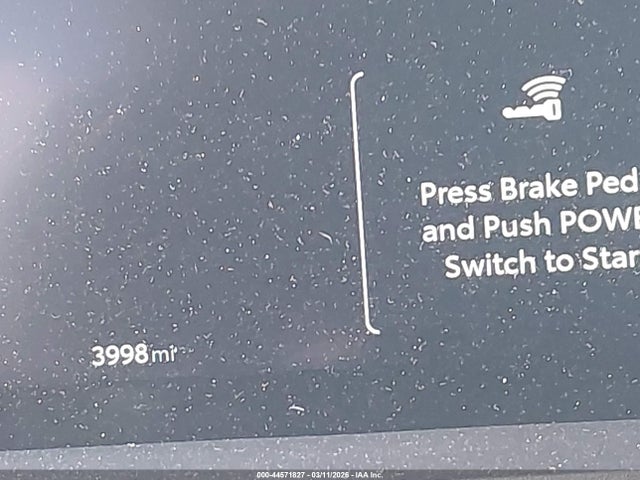 Press Brake Ped
and Push POWE
Switch to Star
3998mi
000-44571827 - 03/11/2026 - IAA Inc.